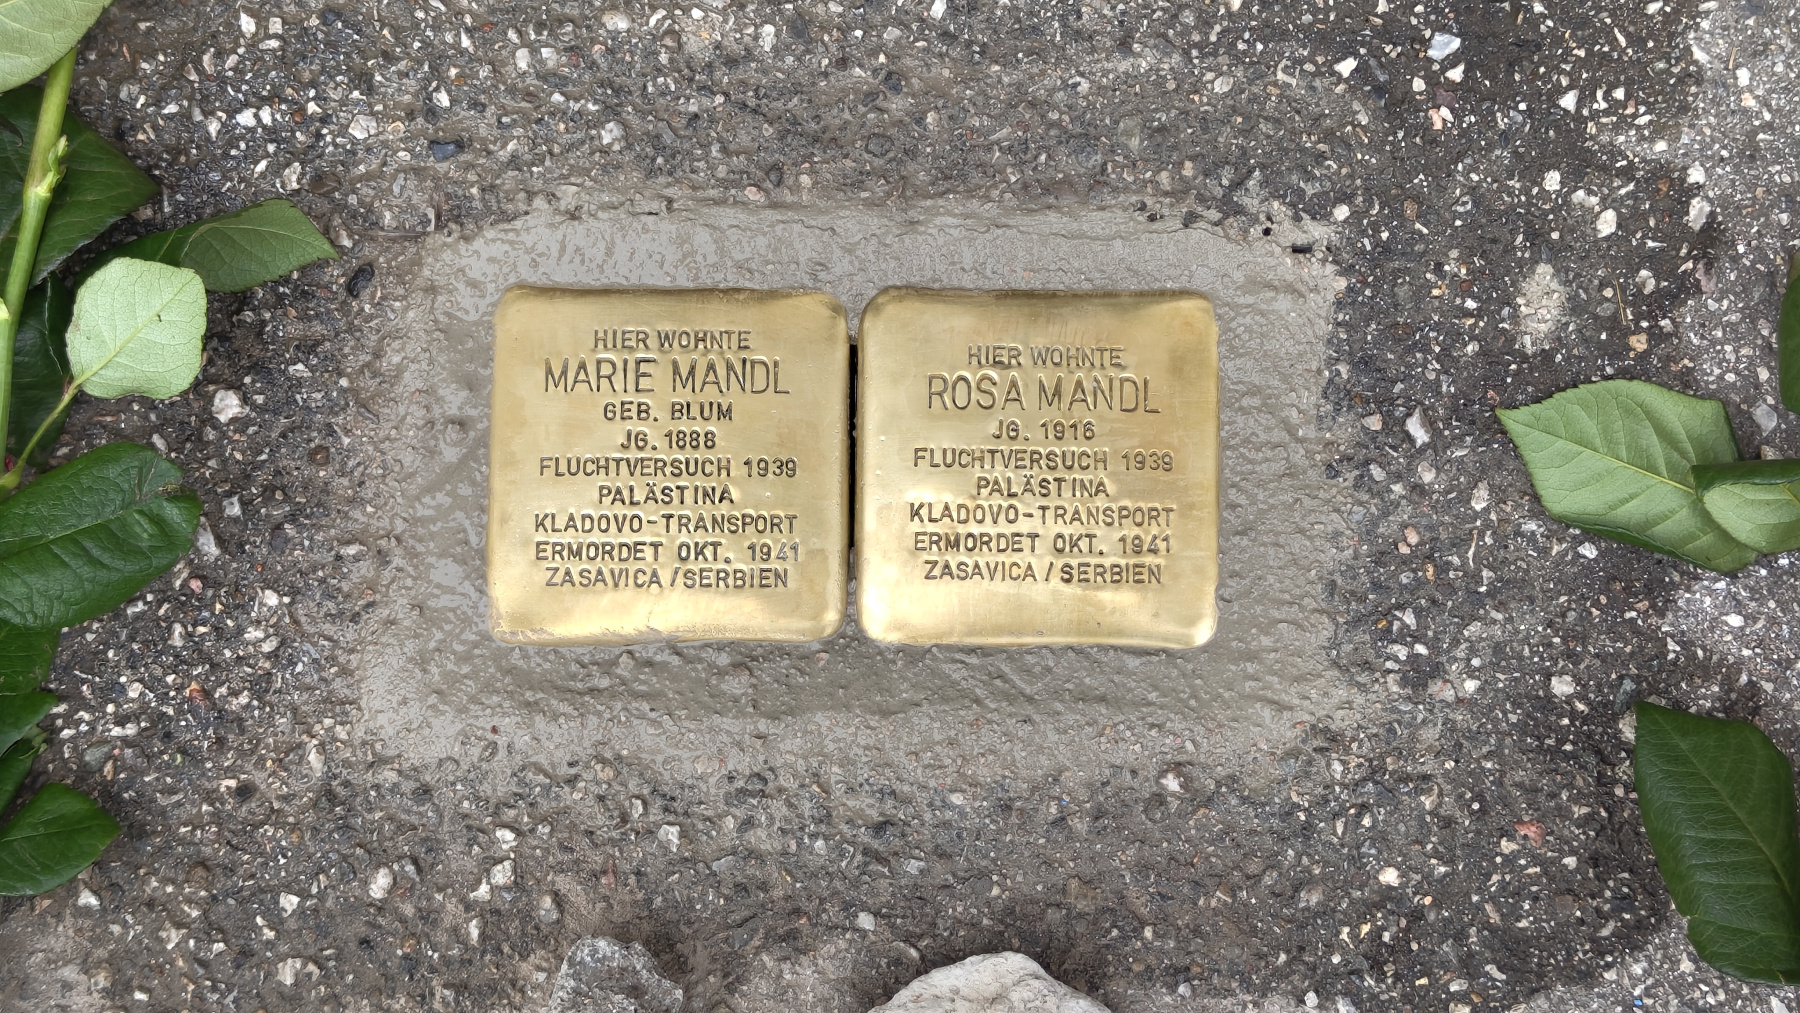 HIER WOHNTE
MARIE MANDL
GEB. BLUM
JG. 1888
FLUCHTVERSUCH 1939
PALÄSTINA
KLADOVO-TRANSPORT
ERMORDET OKT. 1941
ZASAVICA/SERBIEN
HIER WOHNTE
ROSA MANDL
JG. 1916
FLUCHTVERSUCH 1939
PALÄSTINA
KLADOVO-TRANSPORT
ERMORDET OKT. 1941
ZASAVICA/SERBIEN